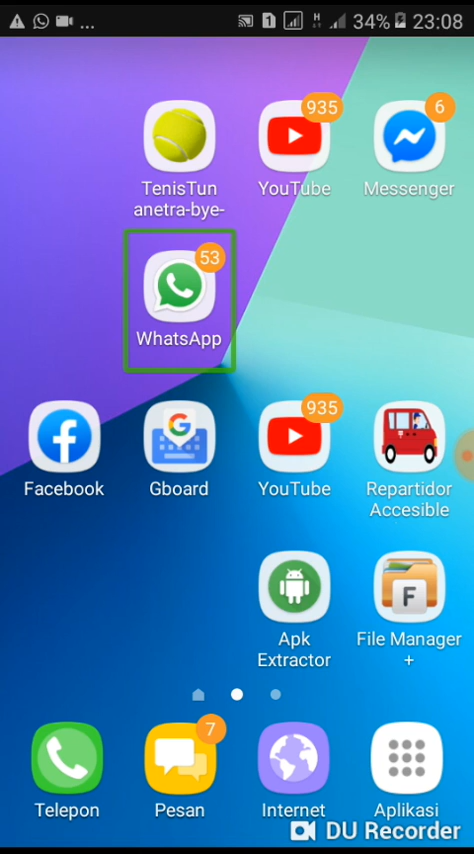 ... 1 H 34% 23:08
935 6
TenisTun YouTube Messenger
anetra-bye-
53
WhatsApp
935
Facebook Gboard YouTube Repartidor
Accesible
F
Apk File Manager
Extractor +
7
Telepon Pesan Internet Aplikasi
DU Recorder